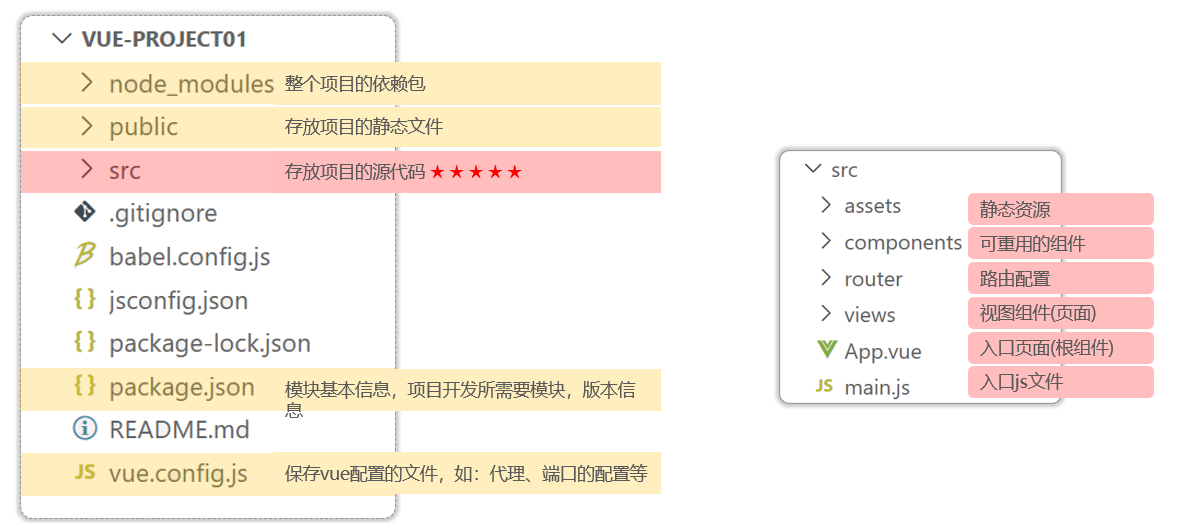 VUE-PROJECT01
node_modules 整个项目的依赖包
public 存放项目的静态文件
src 存放项目的源代码 ★★★★★
.gitignore
babel.config.js
{} jsconfig.json
{} package-lock.json
{} package.json 模块基本信息，项目开发所需要模块，版本信
息
README.md
JS vue.config.js 保存vue配置的文件，如：代理、端口的配置等
src
assets 静态资源
components 可重用的组件
router 路由配置
views 视图组件(页面)
App.vue 入口页面(根组件)
JS main.js 入口js文件